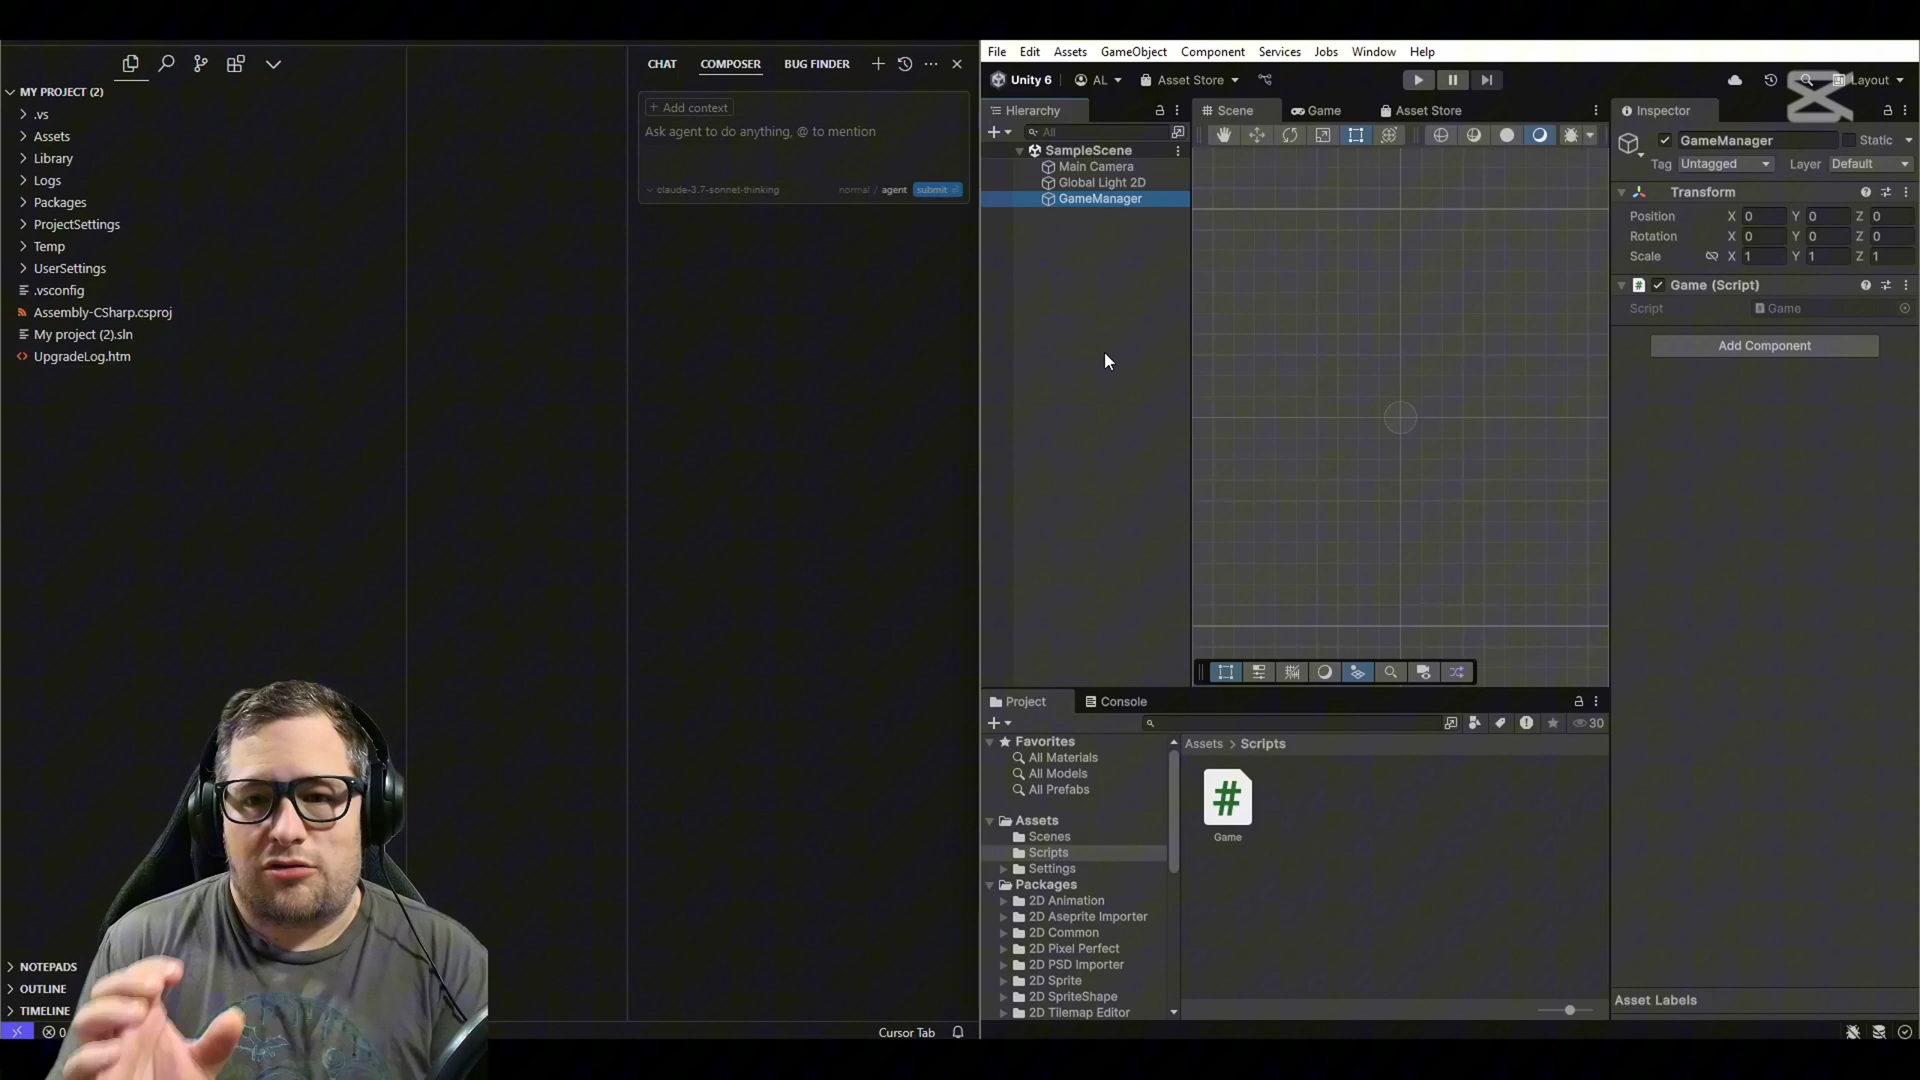 CHAT
COMPOSER
BUG FINDER
MY PROJECT (2)
.vs
Assets
Library
Logs
Packages
ProjectSettings
Temp
UserSettings
.vsconfig
Assembly-CSharp.csproj
My project (2).sln
UpgradeLog.htm
NOTEPADS
OUTLINE
TIMELINE
0
+ Add context
Ask agent to do anything, @ to mention
claude-3.7-sonnet-thinking
normal / agent
submit
Cursor Tab
File Edit Assets GameObject Component Services Jobs Window Help
Unity 6
AL
Asset Store
Layout
Hierarchy
All
SampleScene
Main Camera
Global Light 2D
GameManager
Scene
Game
Asset Store
Inspector
GameManager
Static
Tag Untagged
Layer Default
Transform
Position X 0 Y 0 Z 0
Rotation X 0 Y 0 Z 0
Scale X 1 Y 1 Z 1
# Game (Script)
Script
Game
Add Component
Project
Console
30
Favorites
All Materials
All Models
All Prefabs
Assets
Scenes
Scripts
Settings
Packages
2D Animation
2D Aseprite Importer
2D Common
2D Pixel Perfect
2D PSD Importer
2D Sprite
2D SpriteShape
2D Tilemap Editor
Assets > Scripts
#
Game
Asset Labels